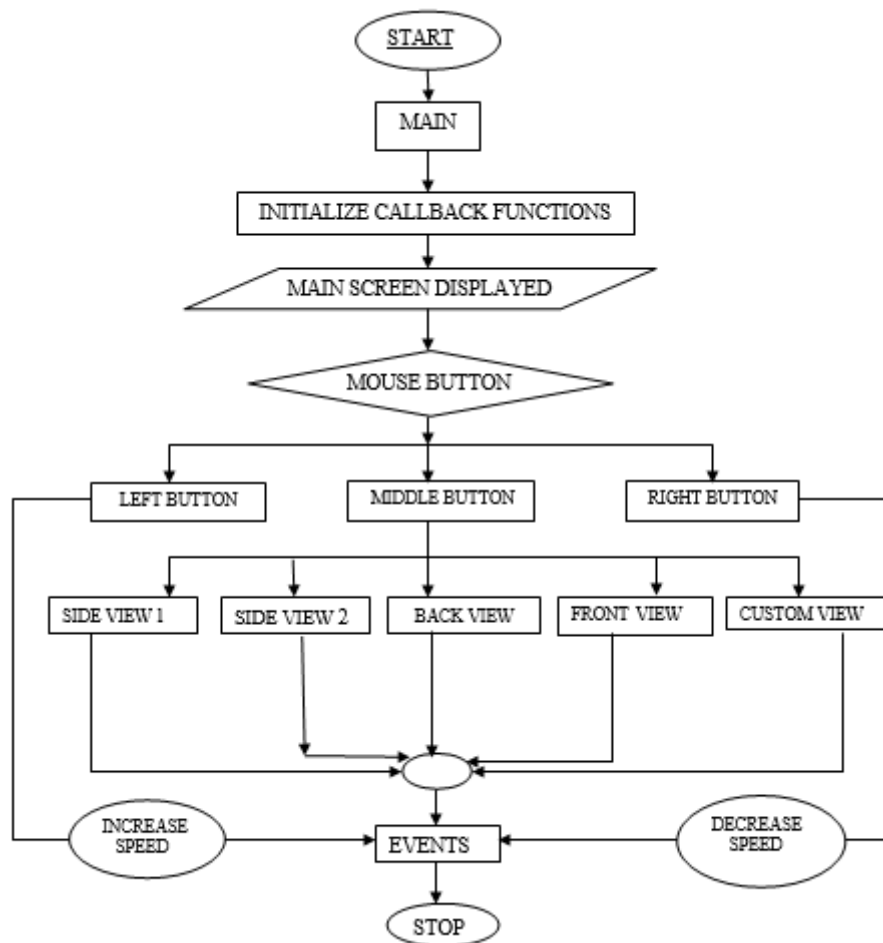 START
MAIN
INITIALIZE CALLBACK FUNCTIONS
MAIN SCREEN DISPLAYED
MOUSE BUTTON
LEFT BUTTON
MIDDLE BUTTON
RIGHT BUTTON
SIDE VIEW 1
SIDE VIEW 2
BACK VIEW
FRONT VIEW
CUSTOM VIEW
INCREASE
SPEED
EVENTS
DECREASE
SPEED
STOP